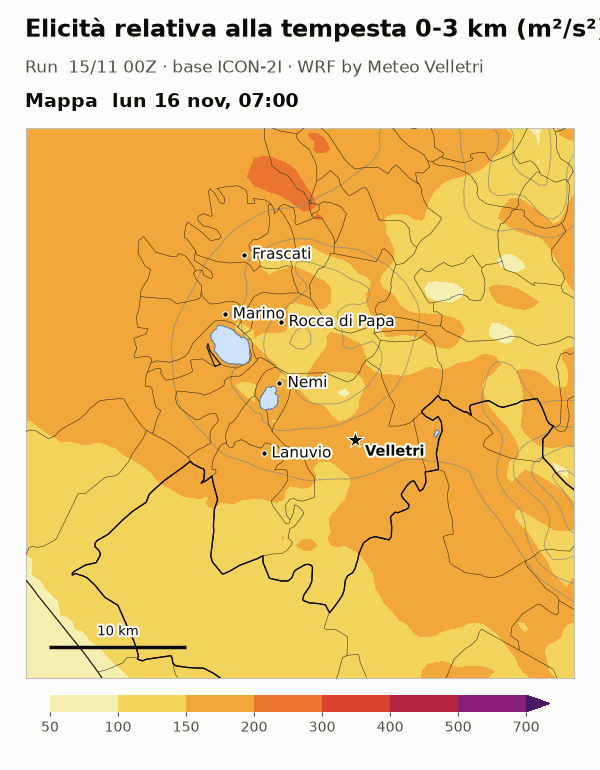 Elicità relativa alla tempesta 0-3 km (m²/s²)
Run  15/11 00Z · base ICON-2I · WRF by Meteo Velletri
Mappa  lun 16 nov, 07:00
Frascati
Marino
Rocca di Papa
Nemi
Velletri
Lanuvio
10 km
50 100 150 200 300 400 500 700